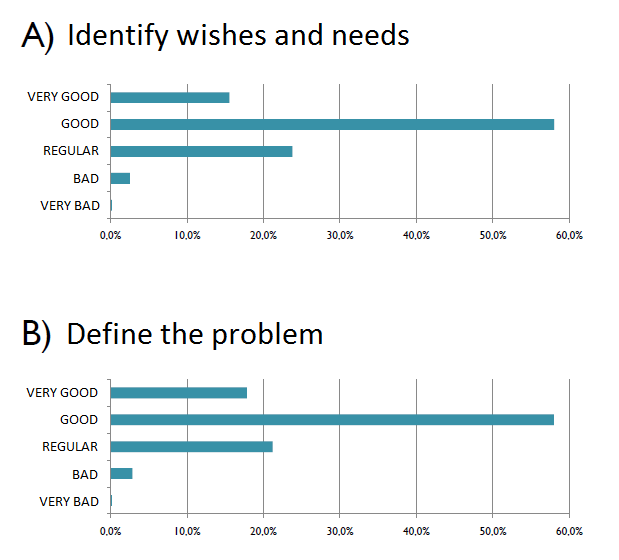 A) Identify wishes and needs
VERY GOOD
GOOD
REGULAR
BAD
VERY BAD
0,0% 10,0% 20,0% 30,0% 40,0% 50,0% 60,0%
B) Define the problem
VERY GOOD
GOOD
REGULAR
BAD
VERY BAD
0,0% 10,0% 20,0% 30,0% 40,0% 50,0% 60,0%